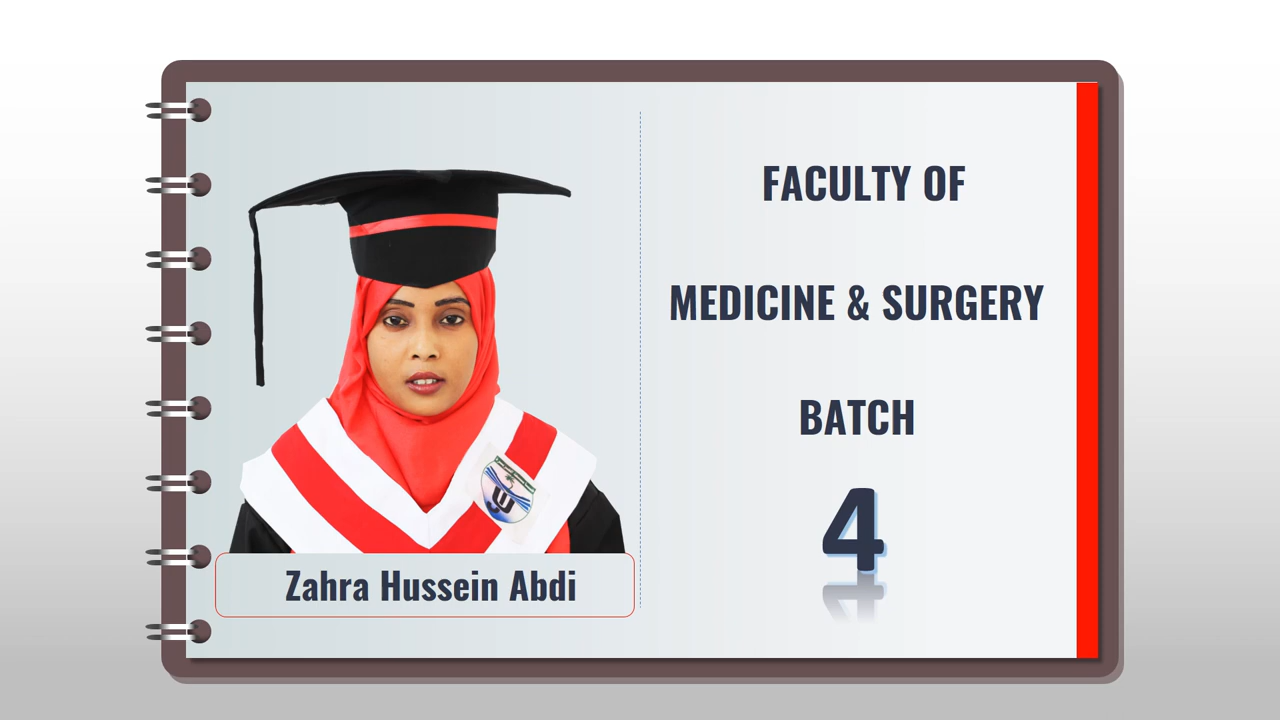 Zahra Hussein Abdi
FACULTY OF
MEDICINE & SURGERY
BATCH
4